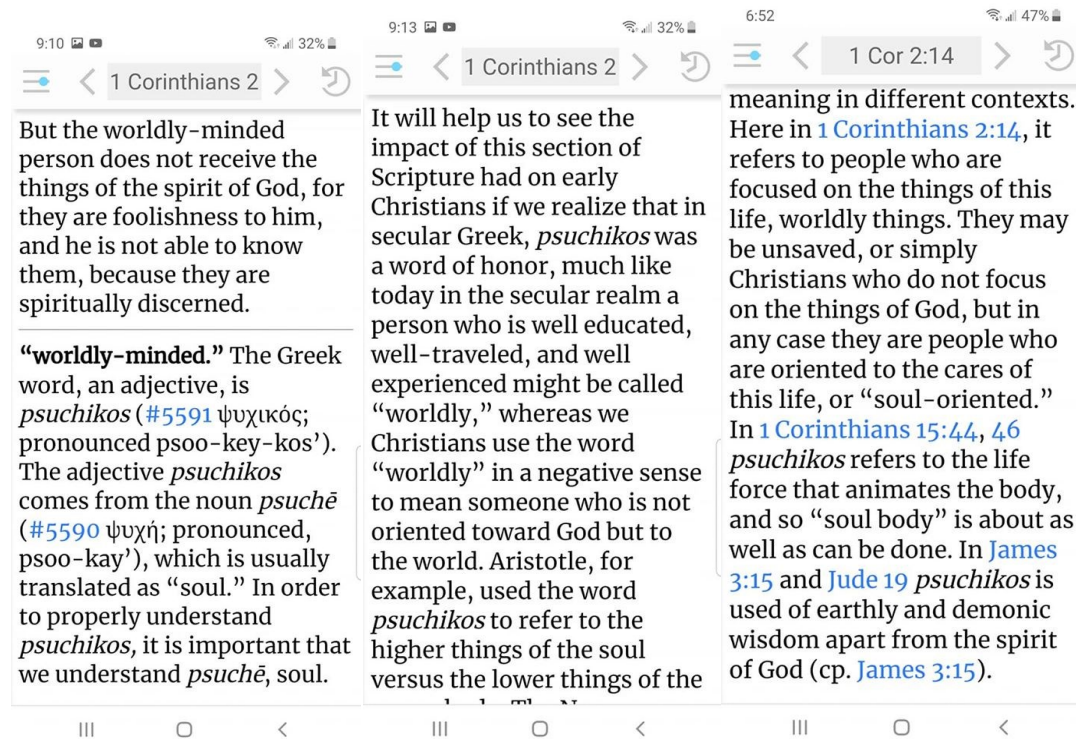 9:10 32%
1 Corinthians 2
But the worldly-minded
person does not receive the
things of the spirit of God, for
they are foolishness to him,
and he is not able to know
them, because they are
spiritually discerned.
“worldly-minded.” The Greek
word, an adjective, is
psuchikos (#5591 ψυχικός;
pronounced psoo-key-kos’).
The adjective psuchikos
comes from the noun psuchē
(#5590 ψυχή; pronounced,
psoo-kay’), which is usually
translated as “soul.” In order
to properly understand
psuchikos, it is important that
we understand psuchē, soul.
9:13 32%
1 Corinthians 2
It will help us to see the
impact of this section of
Scripture had on early
Christians if we realize that in
secular Greek, psuchikos was
a word of honor, much like
today in the secular realm a
person who is well educated,
well-traveled, and well
experienced might be called
“worldly,” whereas we
Christians use the word
“worldly” in a negative sense
to mean someone who is not
oriented toward God but to
the world. Aristotle, for
example, used the word
psuchikos to refer to the
higher things of the soul
versus the lower things of the
6:52 47%
1 Cor 2:14
meaning in different contexts.
Here in 1 Corinthians 2:14, it
refers to people who are
focused on the things of this
life, worldly things. They may
be unsaved, or simply
Christians who do not focus
on the things of God, but in
any case they are people who
are oriented to the cares of
this life, or “soul-oriented.”
In 1 Corinthians 15:44, 46
psuchikos refers to the life
force that animates the body,
and so “soul body” is about as
well as can be done. In James
3:15 and Jude 19 psuchikos is
used of earthly and demonic
wisdom apart from the spirit
of God (cp. James 3:15).